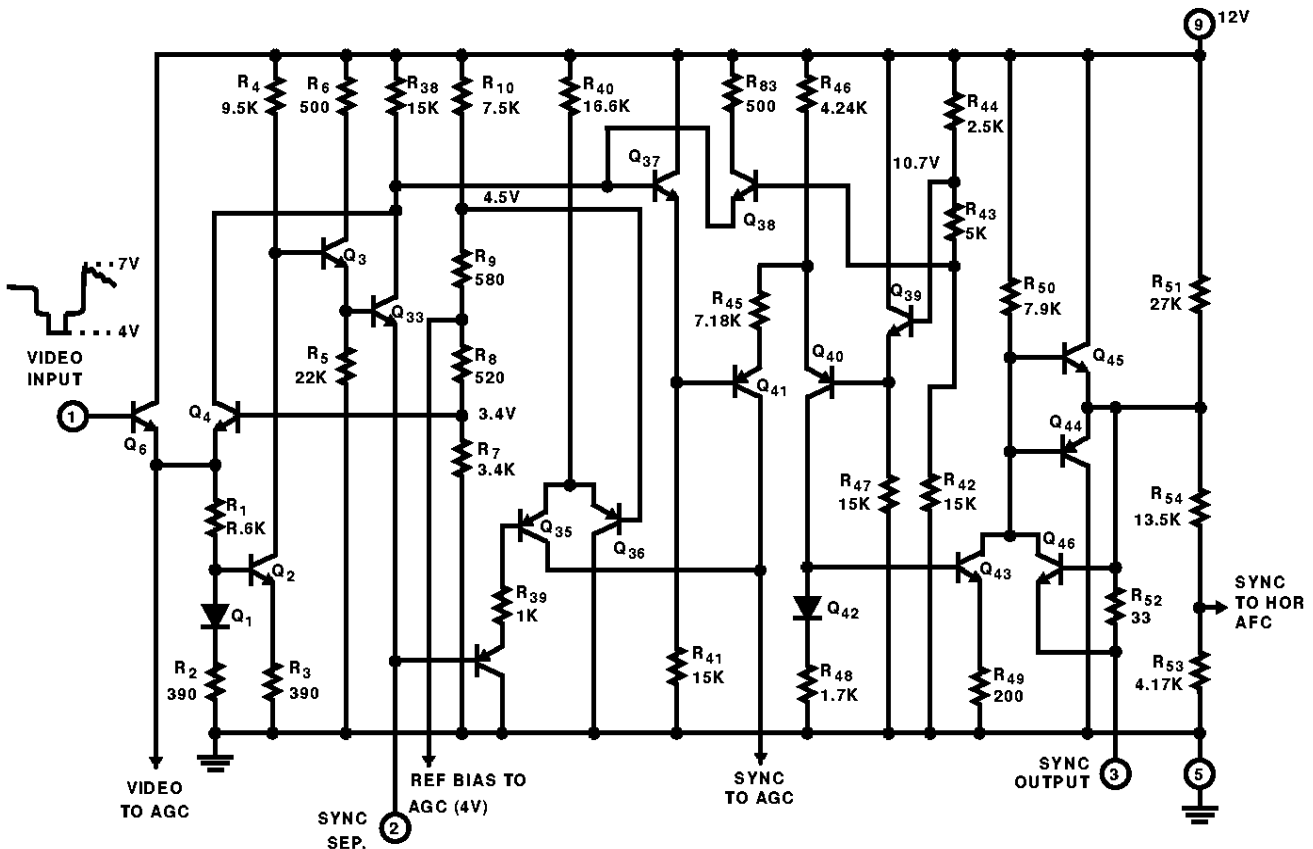 9 12V
R4 9.5K
R6 500
R38 15K
R10 7.5K
R40 16.6K
R83 500
R46 4.24K
R44 2.5K
Q37
10.7V
4.5V
Q38
R43 5K
7V
4V
VIDEO INPUT
Q3
Q33
R9 580
R45 7.18K
Q39
R50 7.9K
R51 27K
R5 22K
R8 520
Q40
Q41
Q45
1
Q6
Q4
3.4V
Q44
R7 3.4K
R47 15K
R42 15K
R54 13.5K
R1 R.6K
Q35
Q36
Q46
Q2
Q43
R39 1K
Q1
Q42
R52 33
SYNC TO HOR AFC
R2 390
R3 390
R41 15K
R48 1.7K
R49 200
R53 4.17K
VIDEO TO AGC
REF BIAS TO AGC (4V)
SYNC SEP. 2
SYNC TO AGC
SYNC OUTPUT 3
5